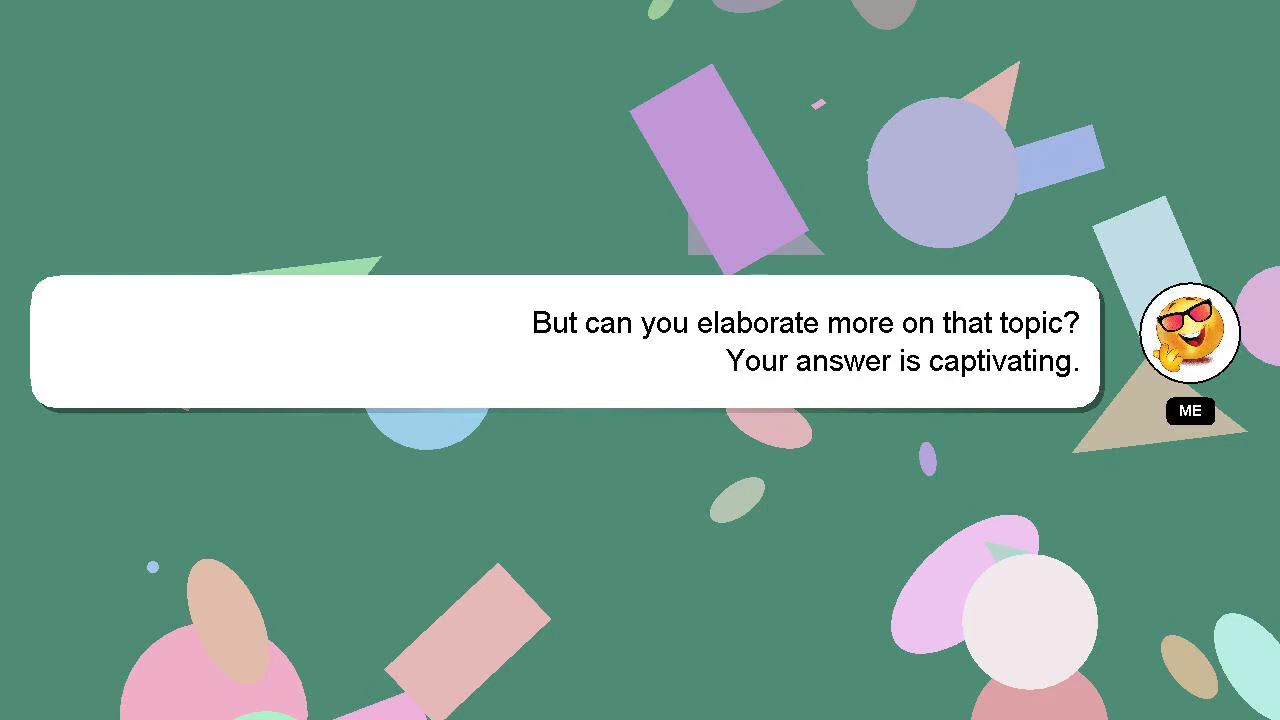 But can you elaborate more on that topic?
Your answer is captivating.
ME